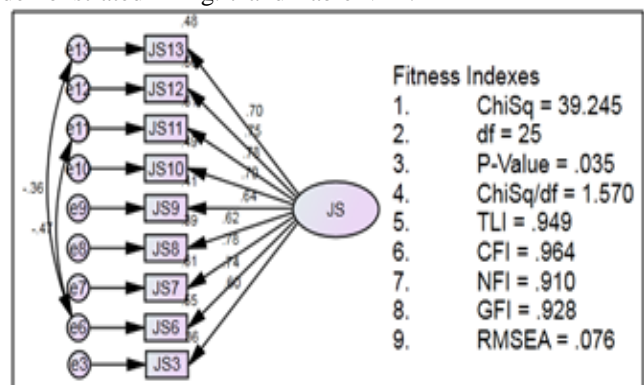 .48
e13 JS13
e12 JS12
e11 JS11
e10 JS10
e9 JS9
e8 JS8
e7 JS7
e6 JS6
e3 JS3
-.36
.70
.75
.64
.62
.78
.74
.60
JS
Fitness Indexes
1. ChiSq = 39.245
2. df = 25
3. P-Value = .035
4. ChiSq/df = 1.570
5. TLI = .949
6. CFI = .964
7. NFI = .910
8. GFI = .928
9. RMSEA = .076